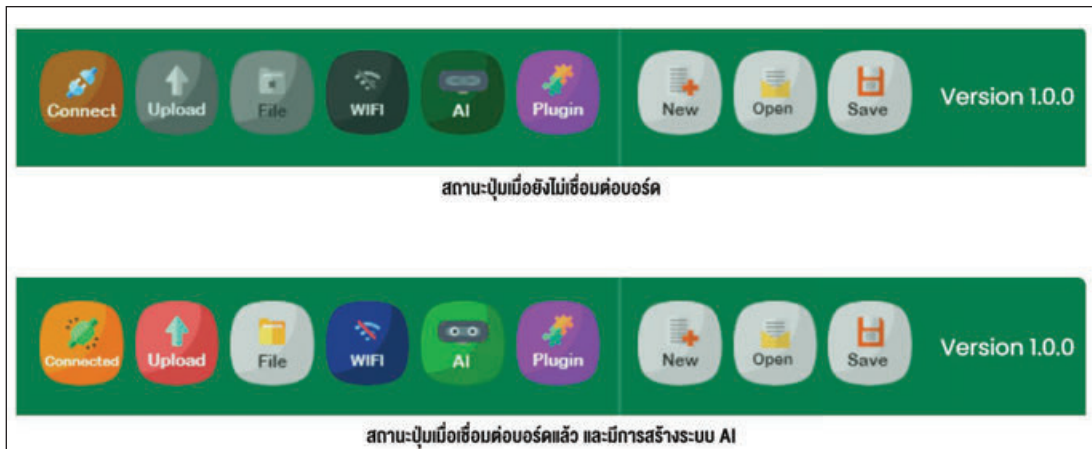 Connect Upload File WIFI AI Plugin New Open Save Version 1.0.0
สถานะปุ่มเมื่อยังไม่เชื่อมต่อบอร์ด
Connected Upload File WIFI AI Plugin New Open Save Version 1.0.0
สถานะปุ่มเมื่อเชื่อมต่อบอร์ดแล้ว และมีการสร้างระบบ AI